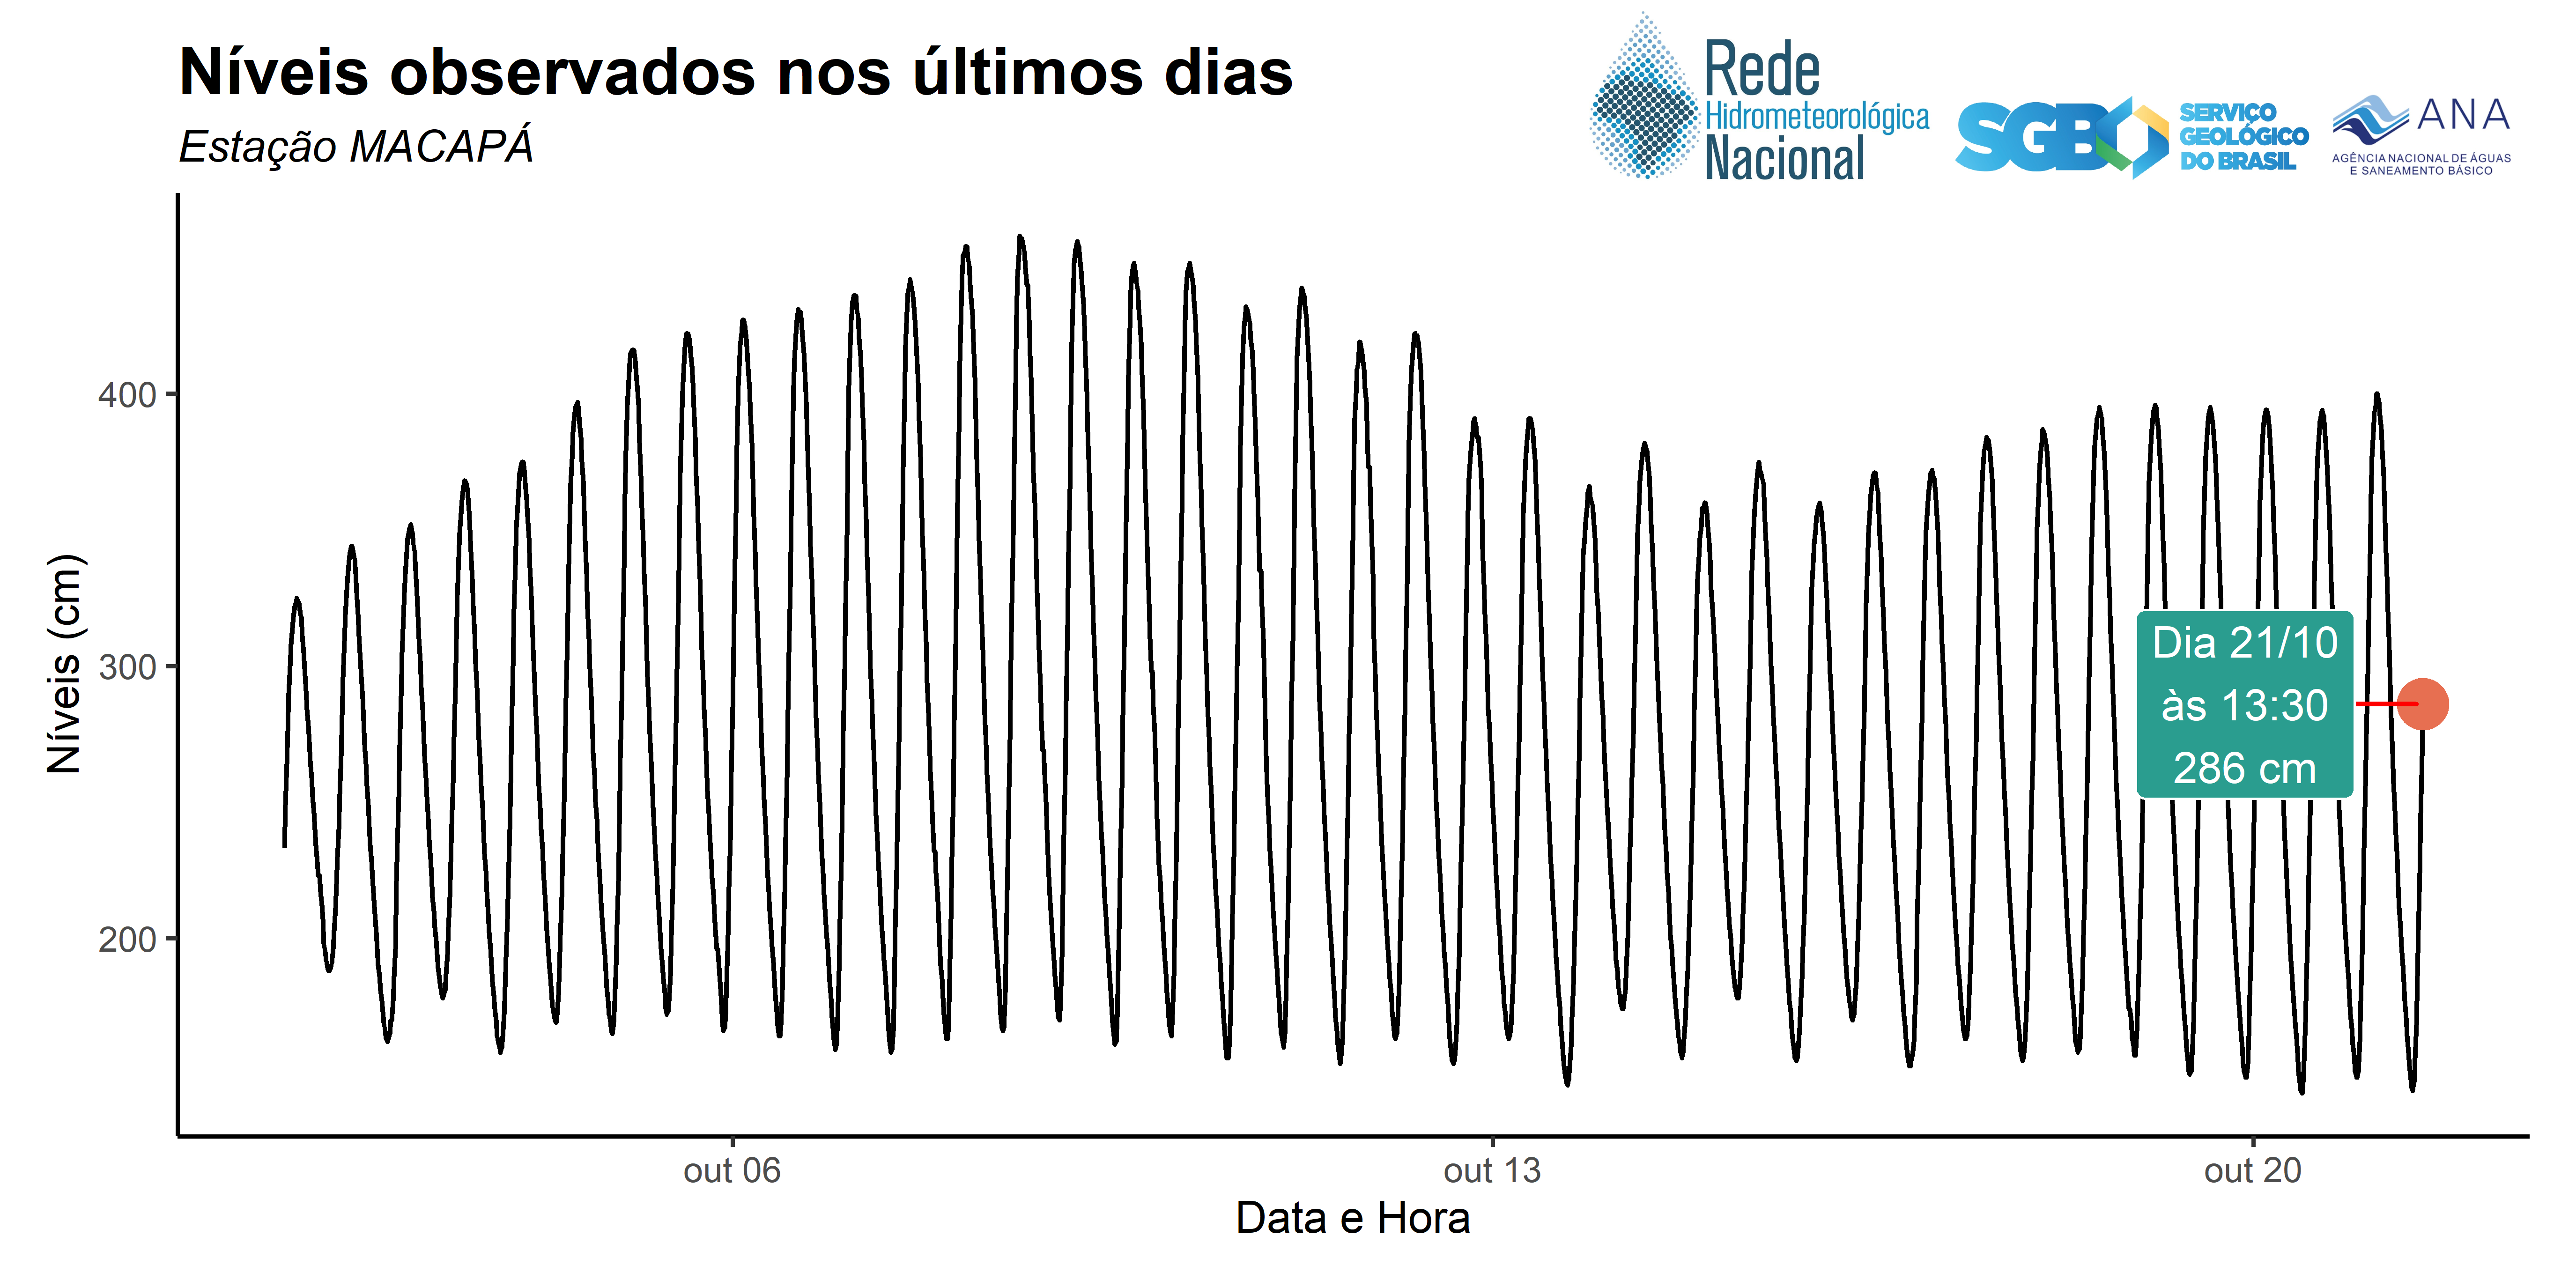 Níveis observados nos últimos dias
Estação MACAPÁ
Rede
Hidrometeorológica
Nacional
SGB
SERVIÇO
GEOLÓGICO
DO BRASIL
ANA
AGÊNCIA NACIONAL DE ÁGUAS
E SANEAMENTO BÁSICO
Níveis (cm)
400
300
200
Dia 21/10
às 13:30
286 cm
out 06
out 13
out 20
Data e Hora